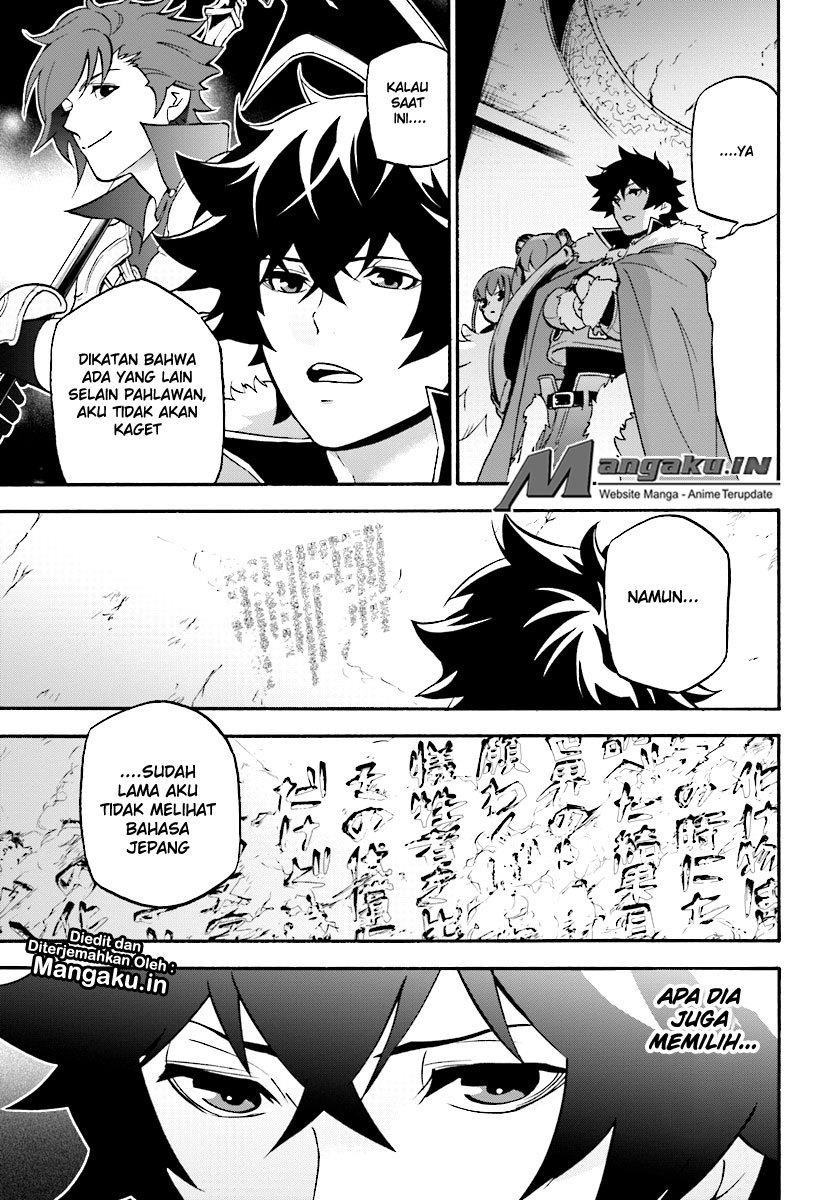 ....YA
KALAU
SAAT
INI....
DIKATAN BAHWA
ADA YANG LAIN
SELAIN PAHLAWAN,
AKU TIDAK AKAN
KAGET
Mangaku.iN
Website Manga - Anime Terupdate
NAMUN...
....SUDAH
LAMA AKU
TIDAK MELIHAT
BAHASA
JEPANG
Diedit dan
Diterjemahkan Oleh :
Mangaku.in
APA DIA
JUGA
MEMILIH...